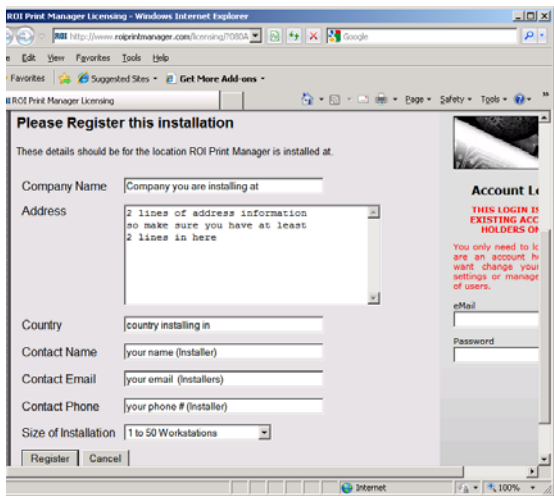 ROI Print Manager Licensing - Windows Internet Explorer
ROI http://www.roiprintmanager.com/licensing/?080A
Google
Edit View Favorites Tools Help
Favorites Suggested Sites Get More Add-ons
ROI Print Manager Licensing
Page Safety Tools
Please Register this installation
These details should be for the location ROI Print Manager is installed at.
Company Name Company you are installing at
Address 2 lines of address information
so make sure you have at least
2 lines in here
Country country installing in
Contact Name your name (Installer)
Contact Email your email (Installers)
Contact Phone your phone # (Installer)
Size of Installation 1 to 50 Workstations
Register Cancel
Account L
THIS LOGIN IS
EXISTING ACC
HOLDERS ON
You only need to lo
are an account h
want change your
settings or manage
of users.
eMail
Password
Internet 100%